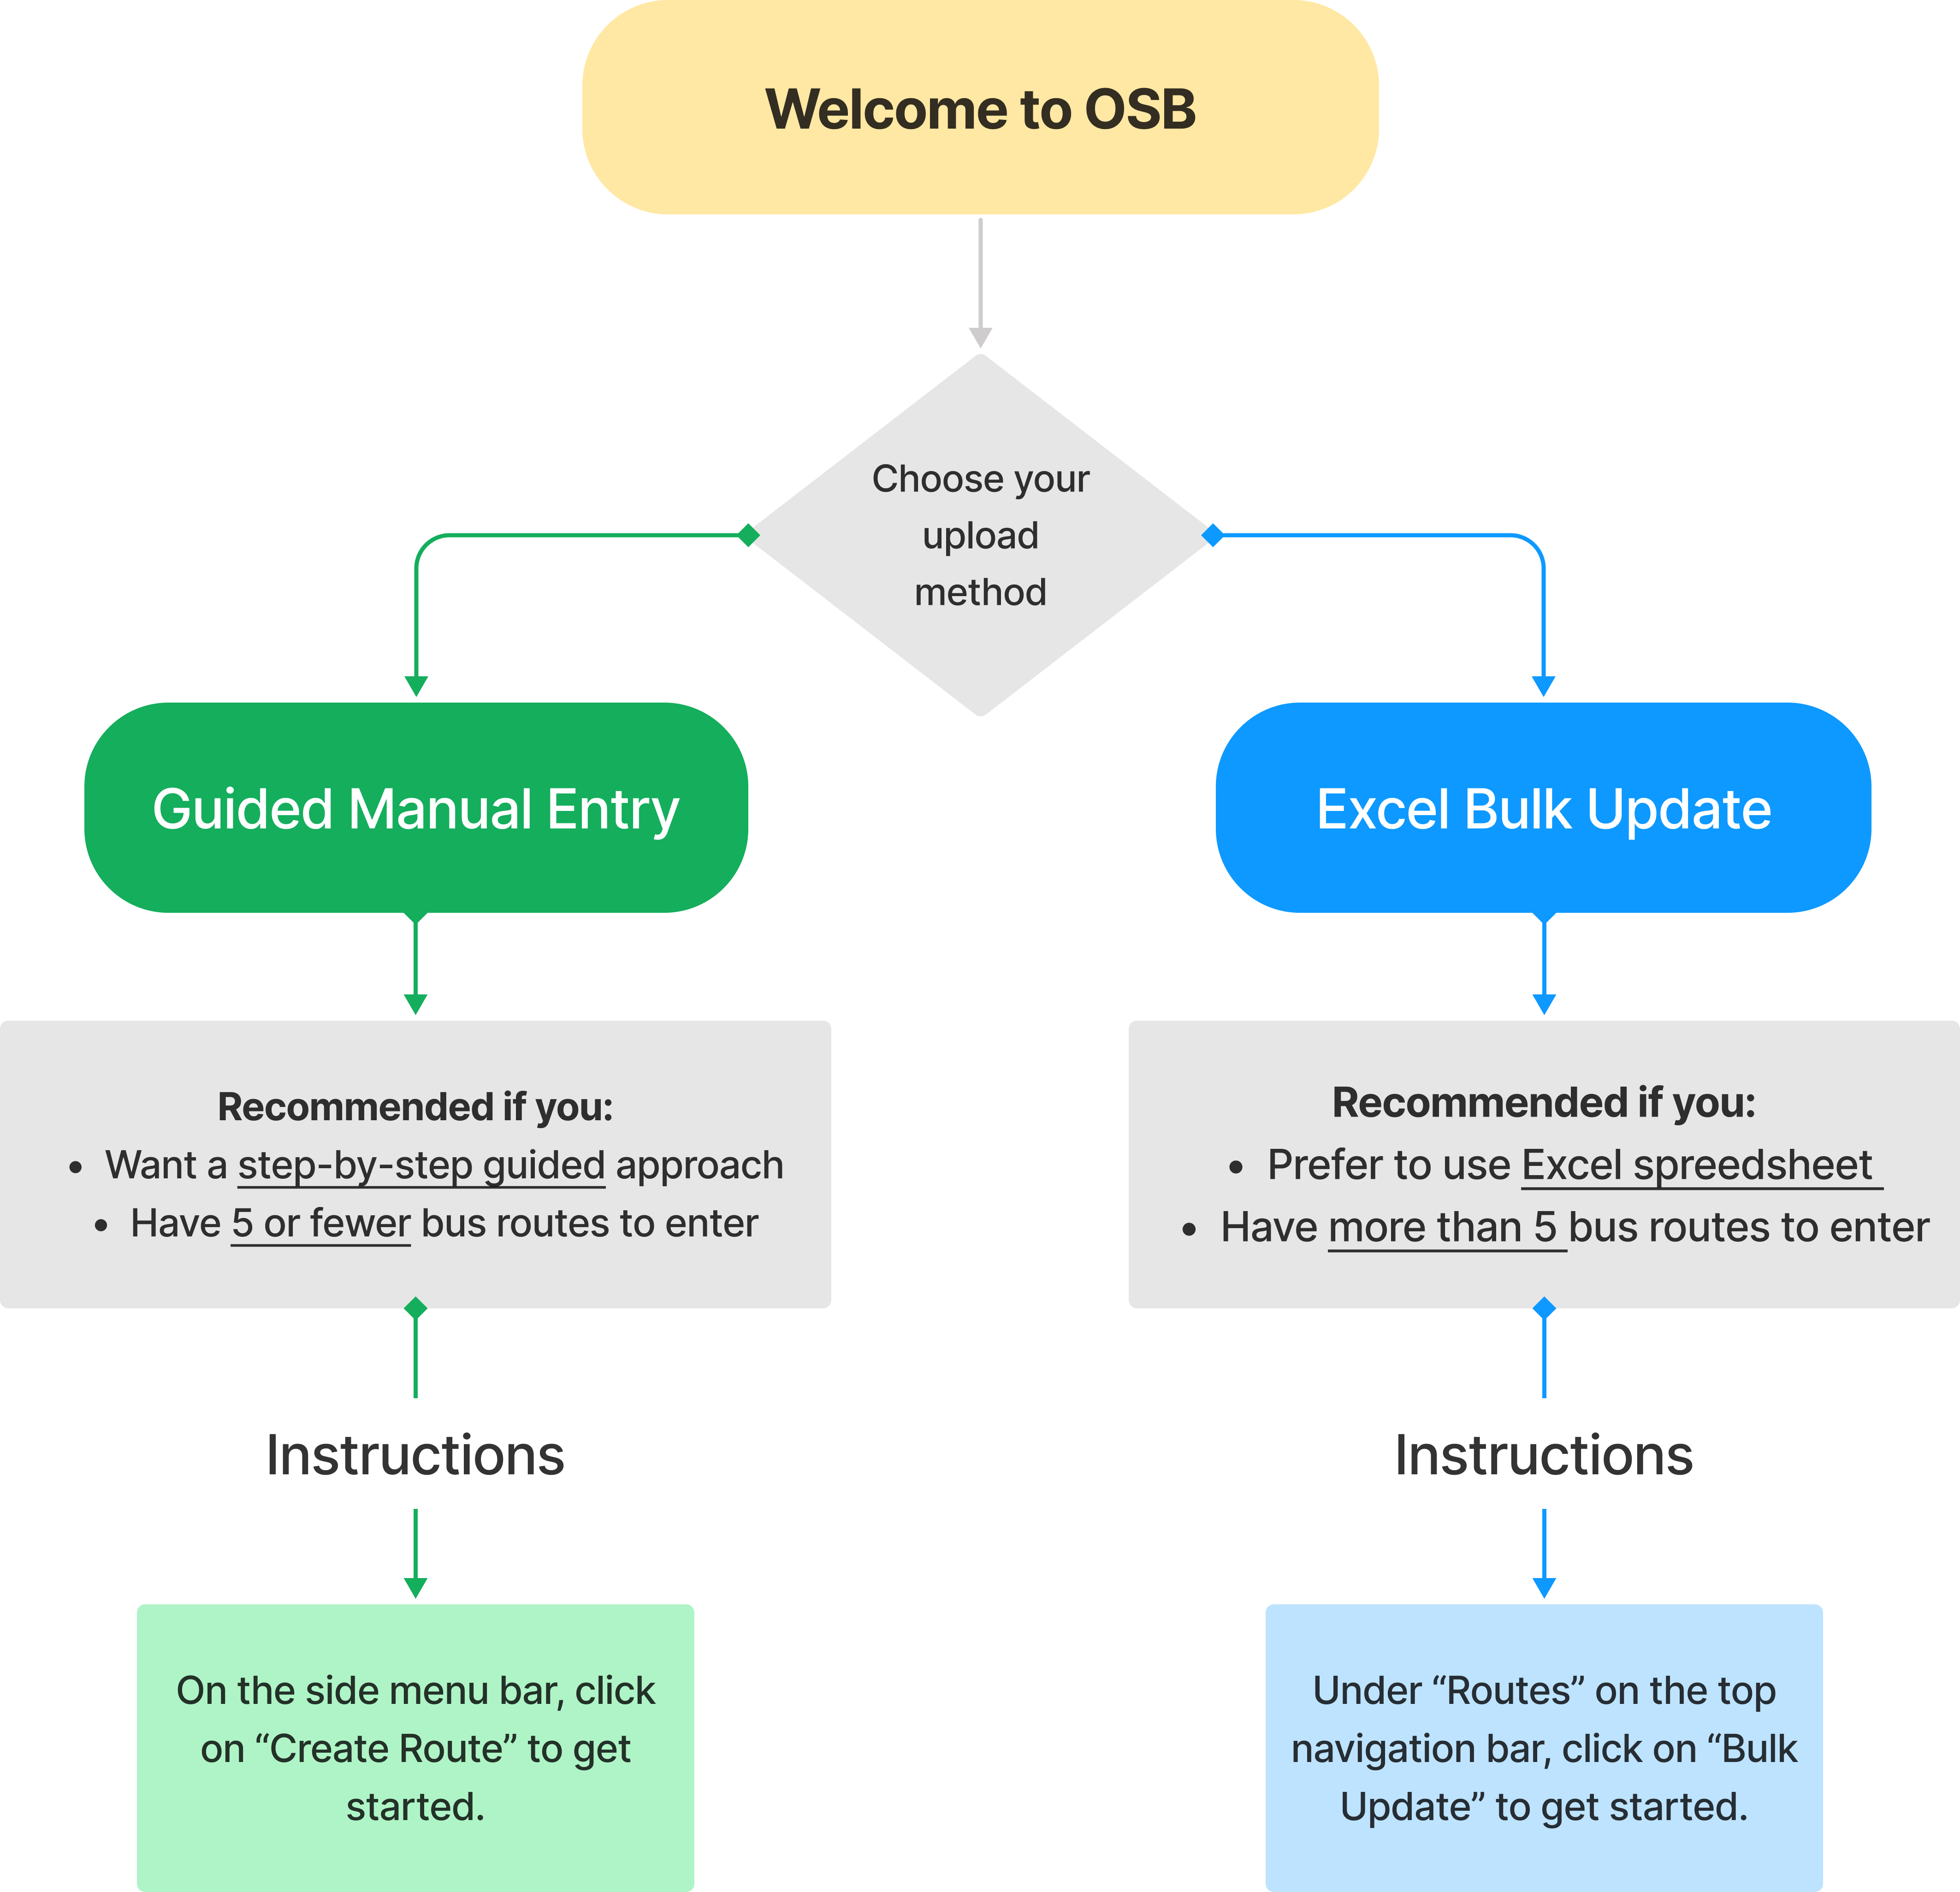 Welcome to OSB
Choose your
upload
method
Guided Manual Entry
Recommended if you:
• Want a step-by-step guided approach
• Have 5 or fewer bus routes to enter
Instructions
On the side menu bar, click
on “Create Route” to get
started.
Excel Bulk Update
Recommended if you:
• Prefer to use Excel spreedsheet
• Have more than 5 bus routes to enter
Instructions
Under “Routes” on the top
navigation bar, click on “Bulk
Update” to get started.